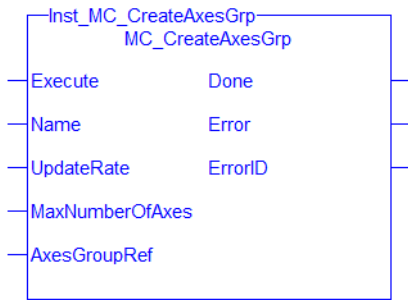 Inst_MC_CreateAxesGrp
MC_CreateAxesGrp
Execute Done
Name Error
UpdateRate ErrorID
MaxNumberOfAxes
AxesGroupRef